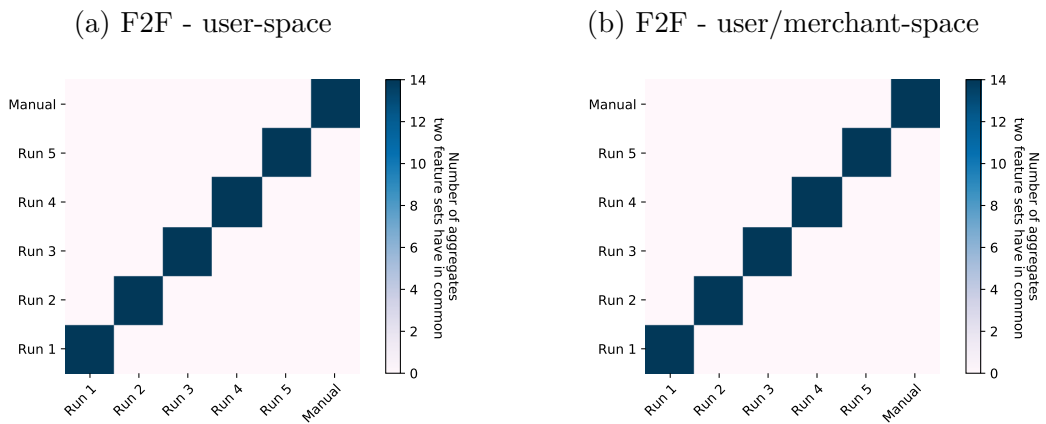 (a) F2F - user-space
Manual
Run 5
Run 4
Run 3
Run 2
Run 1
Run 1
Run 2
Run 3
Run 4
Run 5
Manual
14
12
10
8
6
4
2
0
Number of aggregates
two feature sets have in common
(b) F2F - user/merchant-space
Manual
Run 5
Run 4
Run 3
Run 2
Run 1
Run 1
Run 2
Run 3
Run 4
Run 5
Manual
14
12
10
8
6
4
2
0
Number of aggregates
two feature sets have in common